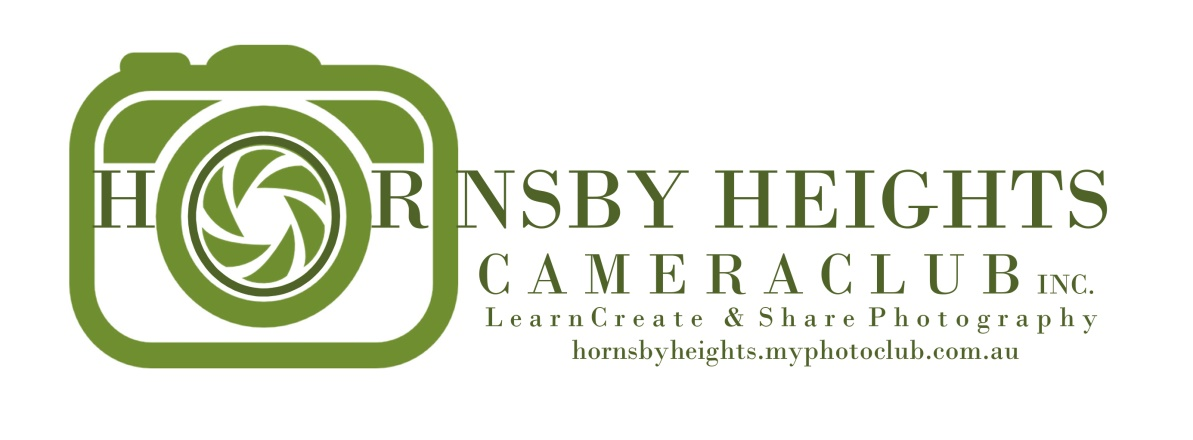 HORNSBY HEIGHTS
CAMERACLUB INC.
LearnCreate & Share Photography
hornsbyheights.myphotoclub.com.au